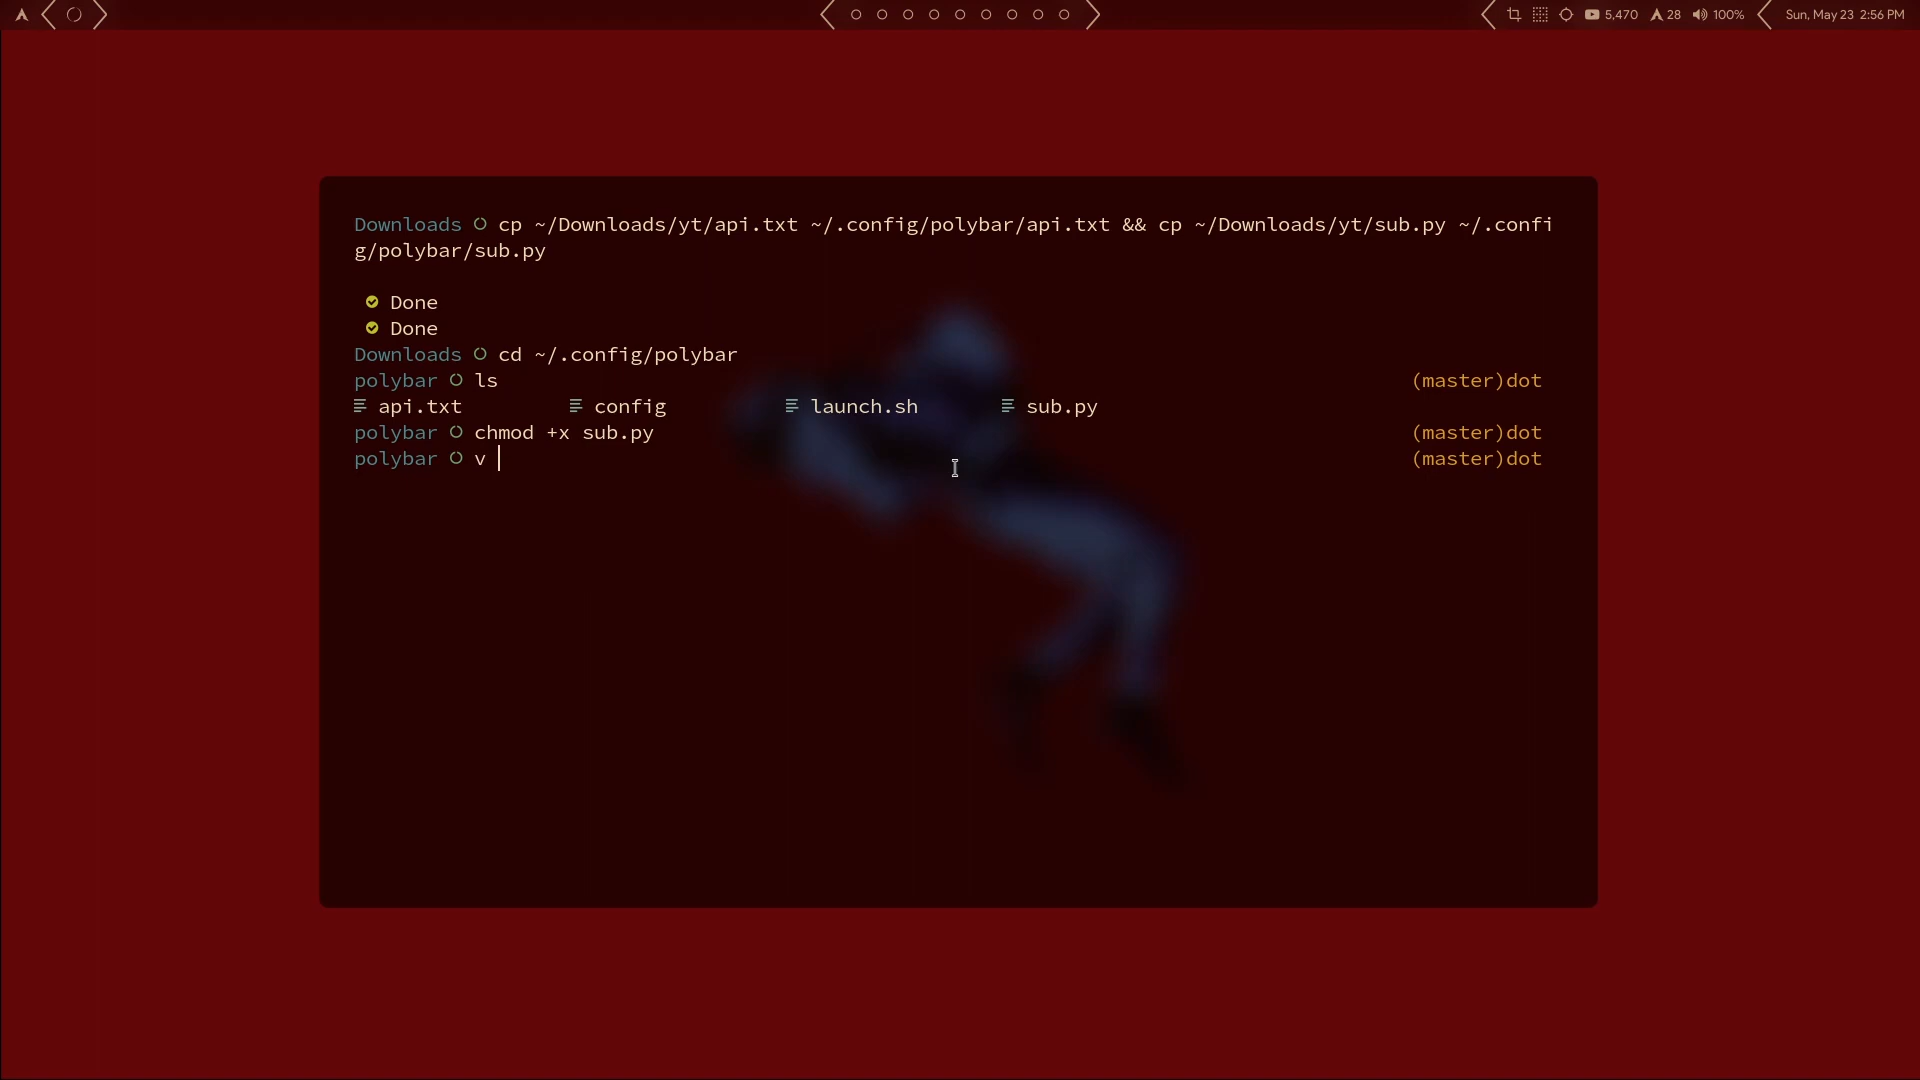 5,470 28 100% Sun, May 23 2:56 PM
Downloads cp ~/Downloads/yt/api.txt ~/.config/polybar/api.txt && cp ~/Downloads/yt/sub.py ~/.confi
g/polybar/sub.py
Done
Done
Downloads cd ~/.config/polybar
polybar ls (master)dot
api.txt config launch.sh sub.py
polybar chmod +x sub.py (master)dot
polybar v (master)dot